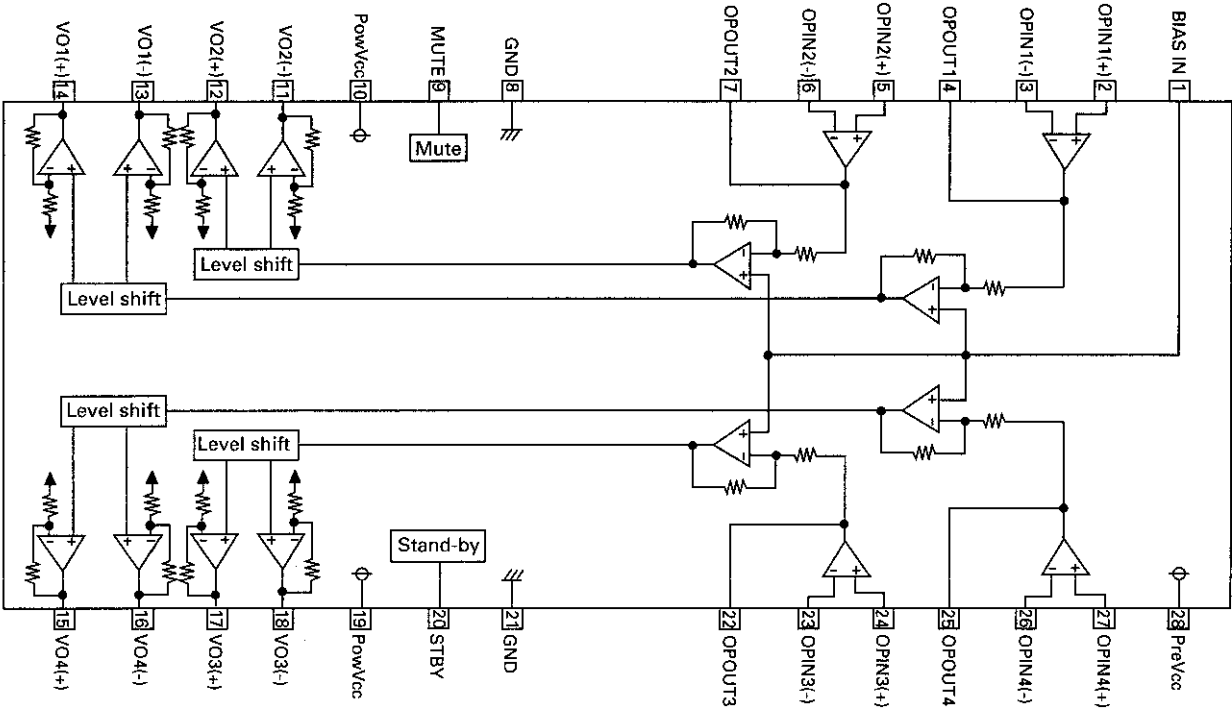 VO1(+)
VO1(-)
VO2(+)
VO2(-)
PowVcc
MUTE
GND
OPOUT2
OPIN2(-)
OPIN2(+)
OPOUT1
OPIN1(-)
OPIN1(+)
BIAS IN
14
13
12
11
10
9
8
7
6
5
4
3
2
1
Mute
- +
- +
+ -
- +
+ -
- +
Level shift
- +
Level shift
- +
Level shift
+ -
Level shift
+ -
Stand-by
- +
+ -
- +
+ -
- +
- +
15
16
17
18
19
20
21
22
23
24
25
26
27
28
VO4(+)
VO4(-)
VO3(+)
VO3(-)
PowVcc
STBY
GND
OPOUT3
OPIN3(-)
OPIN3(+)
OPOUT4
OPIN4(-)
OPIN4(+)
PreVcc